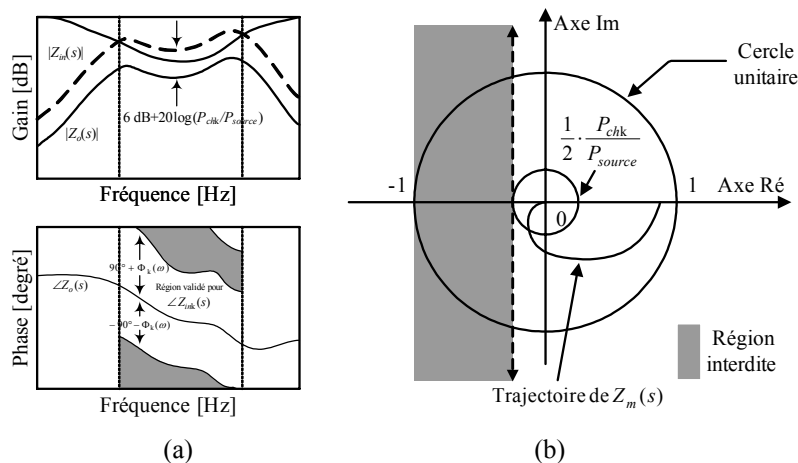 |Z_in(s)|
|Z_o(s)|
6 dB+20log(P_chk/P_source)
Gain [dB]
Fréquence [Hz]
∠Z_o(s)
90°+Φ_k(ω)
Région validé pour
∠Z_ink(s)
−90°−Φ_k(ω)
Phase [degré]
Fréquence [Hz]
(a)
Axe Im
Cercle
unitaire
1/2 · P_chk/P_source
-1
1
Axe Ré
0
Région
interdite
Trajectoire de Z_m(s)
(b)